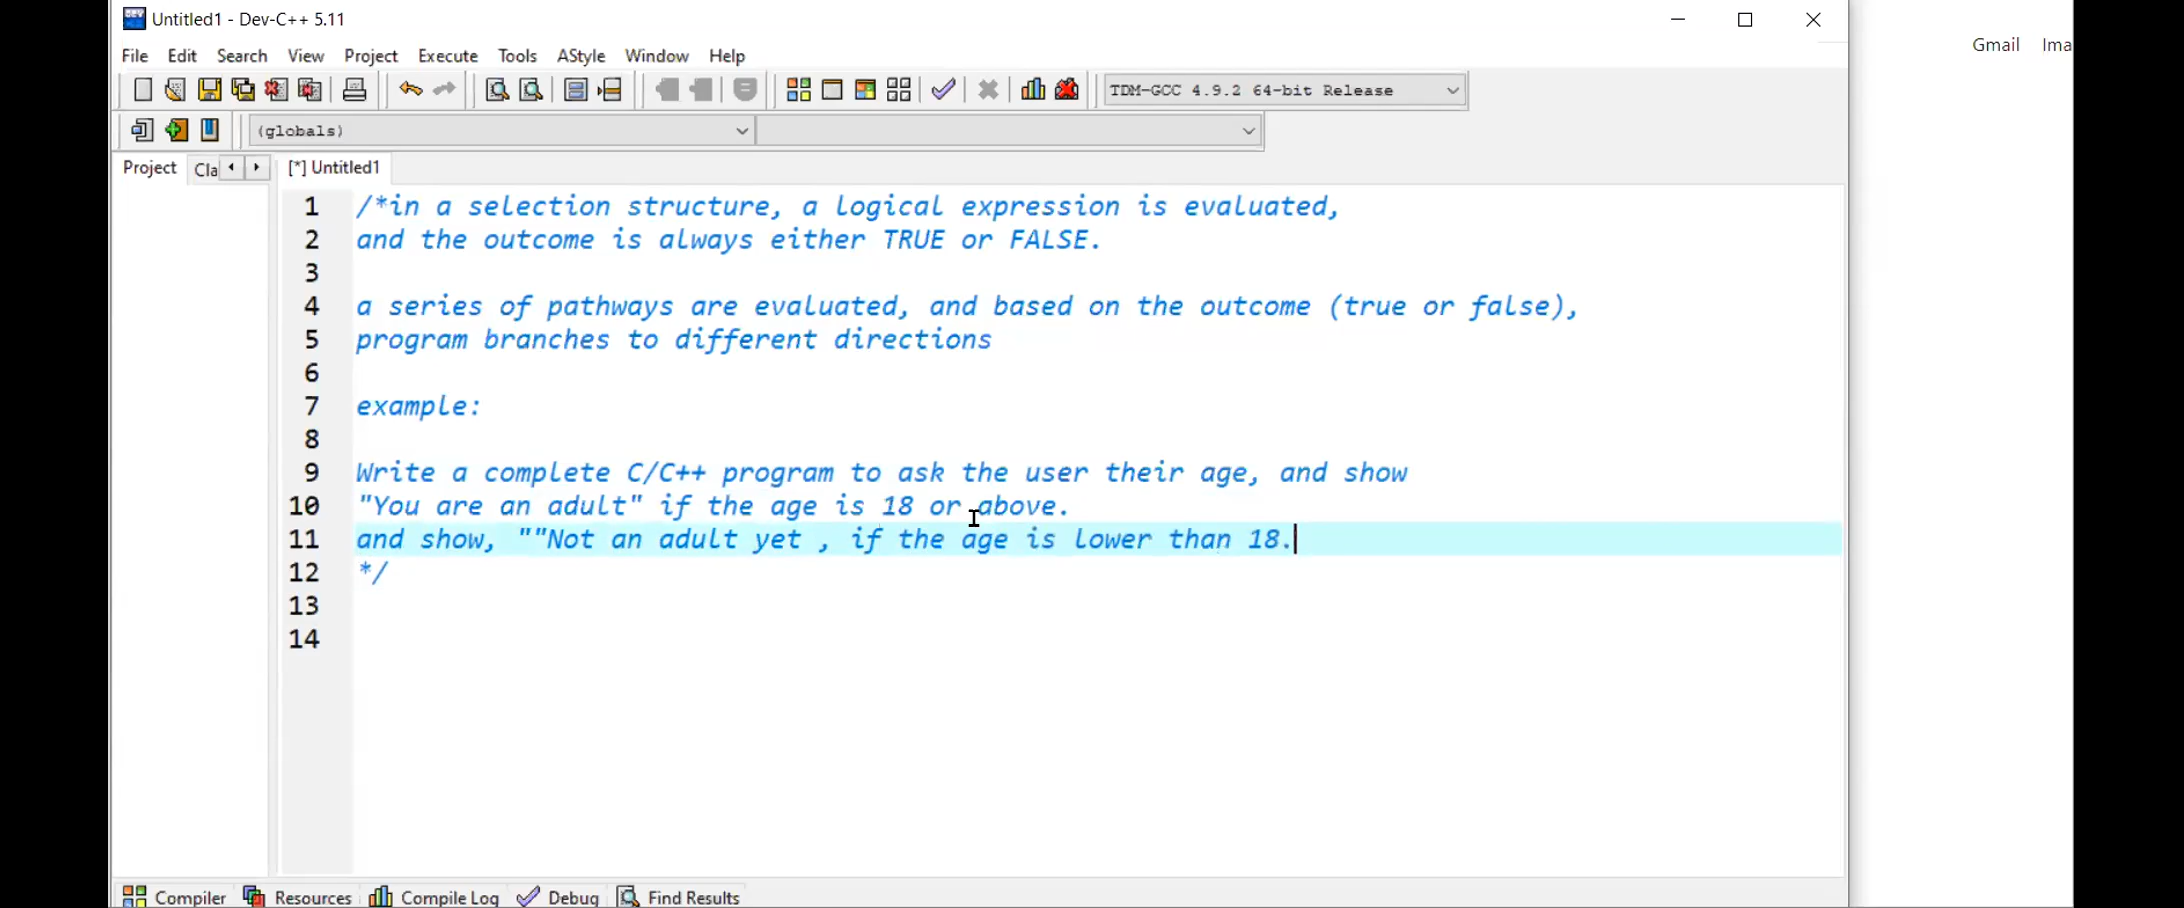 Untitled1 - Dev-C++ 5.11
Gmail Ima
File Edit Search View Project Execute Tools AStyle Window Help
TDM-GCC 4.9.2 64-bit Release
(globals)
Project Cla [*] Untitled1
1 /*in a selection structure, a logical expression is evaluated,
2 and the outcome is always either TRUE or FALSE.
3
4 a series of pathways are evaluated, and based on the outcome (true or false),
5 program branches to different directions
6
7 example:
8
9 Write a complete C/C++ program to ask the user their age, and show
10 "You are an adult" if the age is 18 or above.
11 and show, ""Not an adult yet , if the age is lower than 18.
12 */
13
14
Compiler Resources Compile Log Debug Find Results